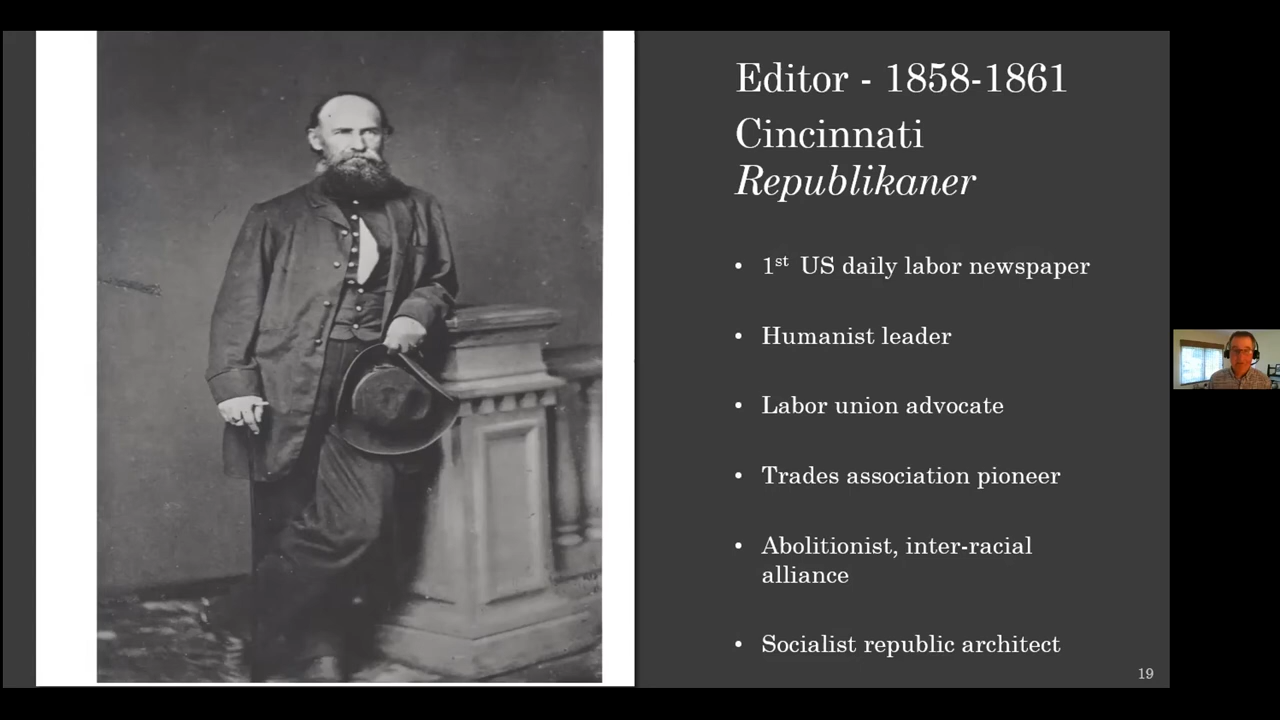 Editor - 1858-1861
Cincinnati
Republikaner
• 1st US daily labor newspaper
• Humanist leader
• Labor union advocate
• Trades association pioneer
• Abolitionist, inter-racial
alliance
• Socialist republic architect
19